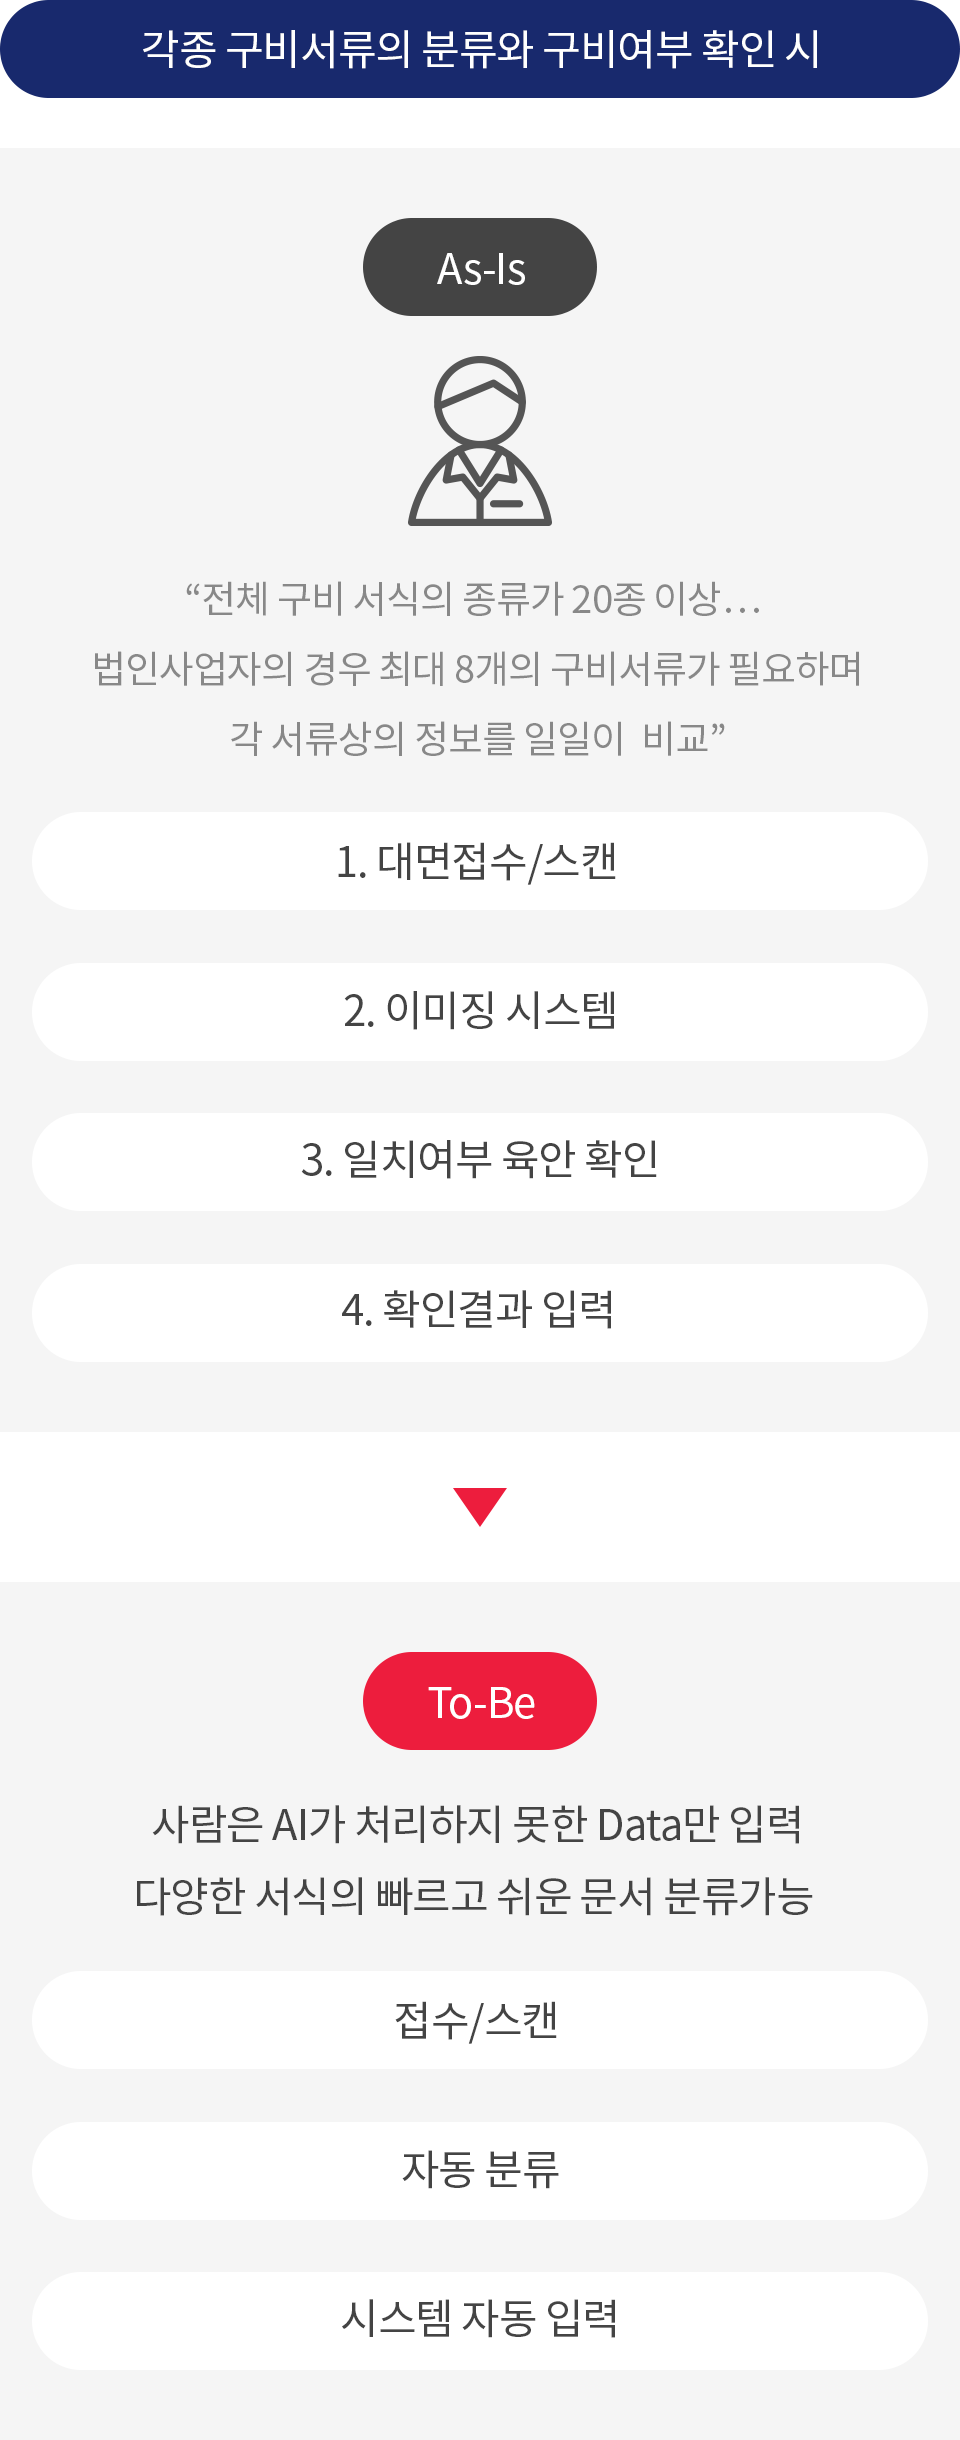 각종 구비서류의 분류와 구비여부 확인 시
As-Is
“전체 구비 서식의 종류가 20종 이상…
법인사업자의 경우 최대 8개의 구비서류가 필요하며
각 서류상의 정보를 일일이 비교”
1. 대면접수/스캔
2. 이미징 시스템
3. 일치여부 육안 확인
4. 확인결과 입력
To-Be
사람은 AI가 처리하지 못한 Data만 입력
다양한 서식의 빠르고 쉬운 문서 분류가능
접수/스캔
자동 분류
시스템 자동 입력